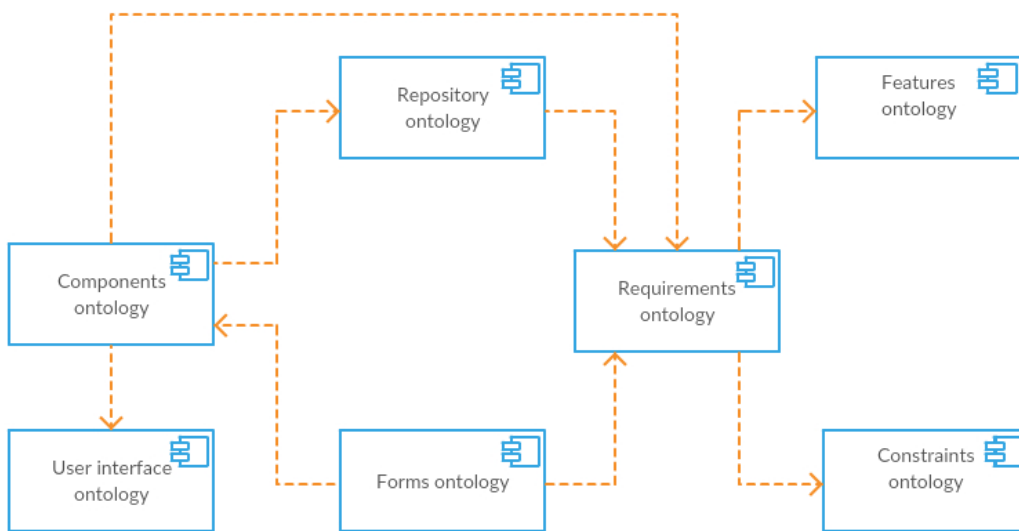 Repository
ontology
Features
ontology
Components
ontology
Requirements
ontology
User interface
ontology
Forms ontology
Constraints
ontology